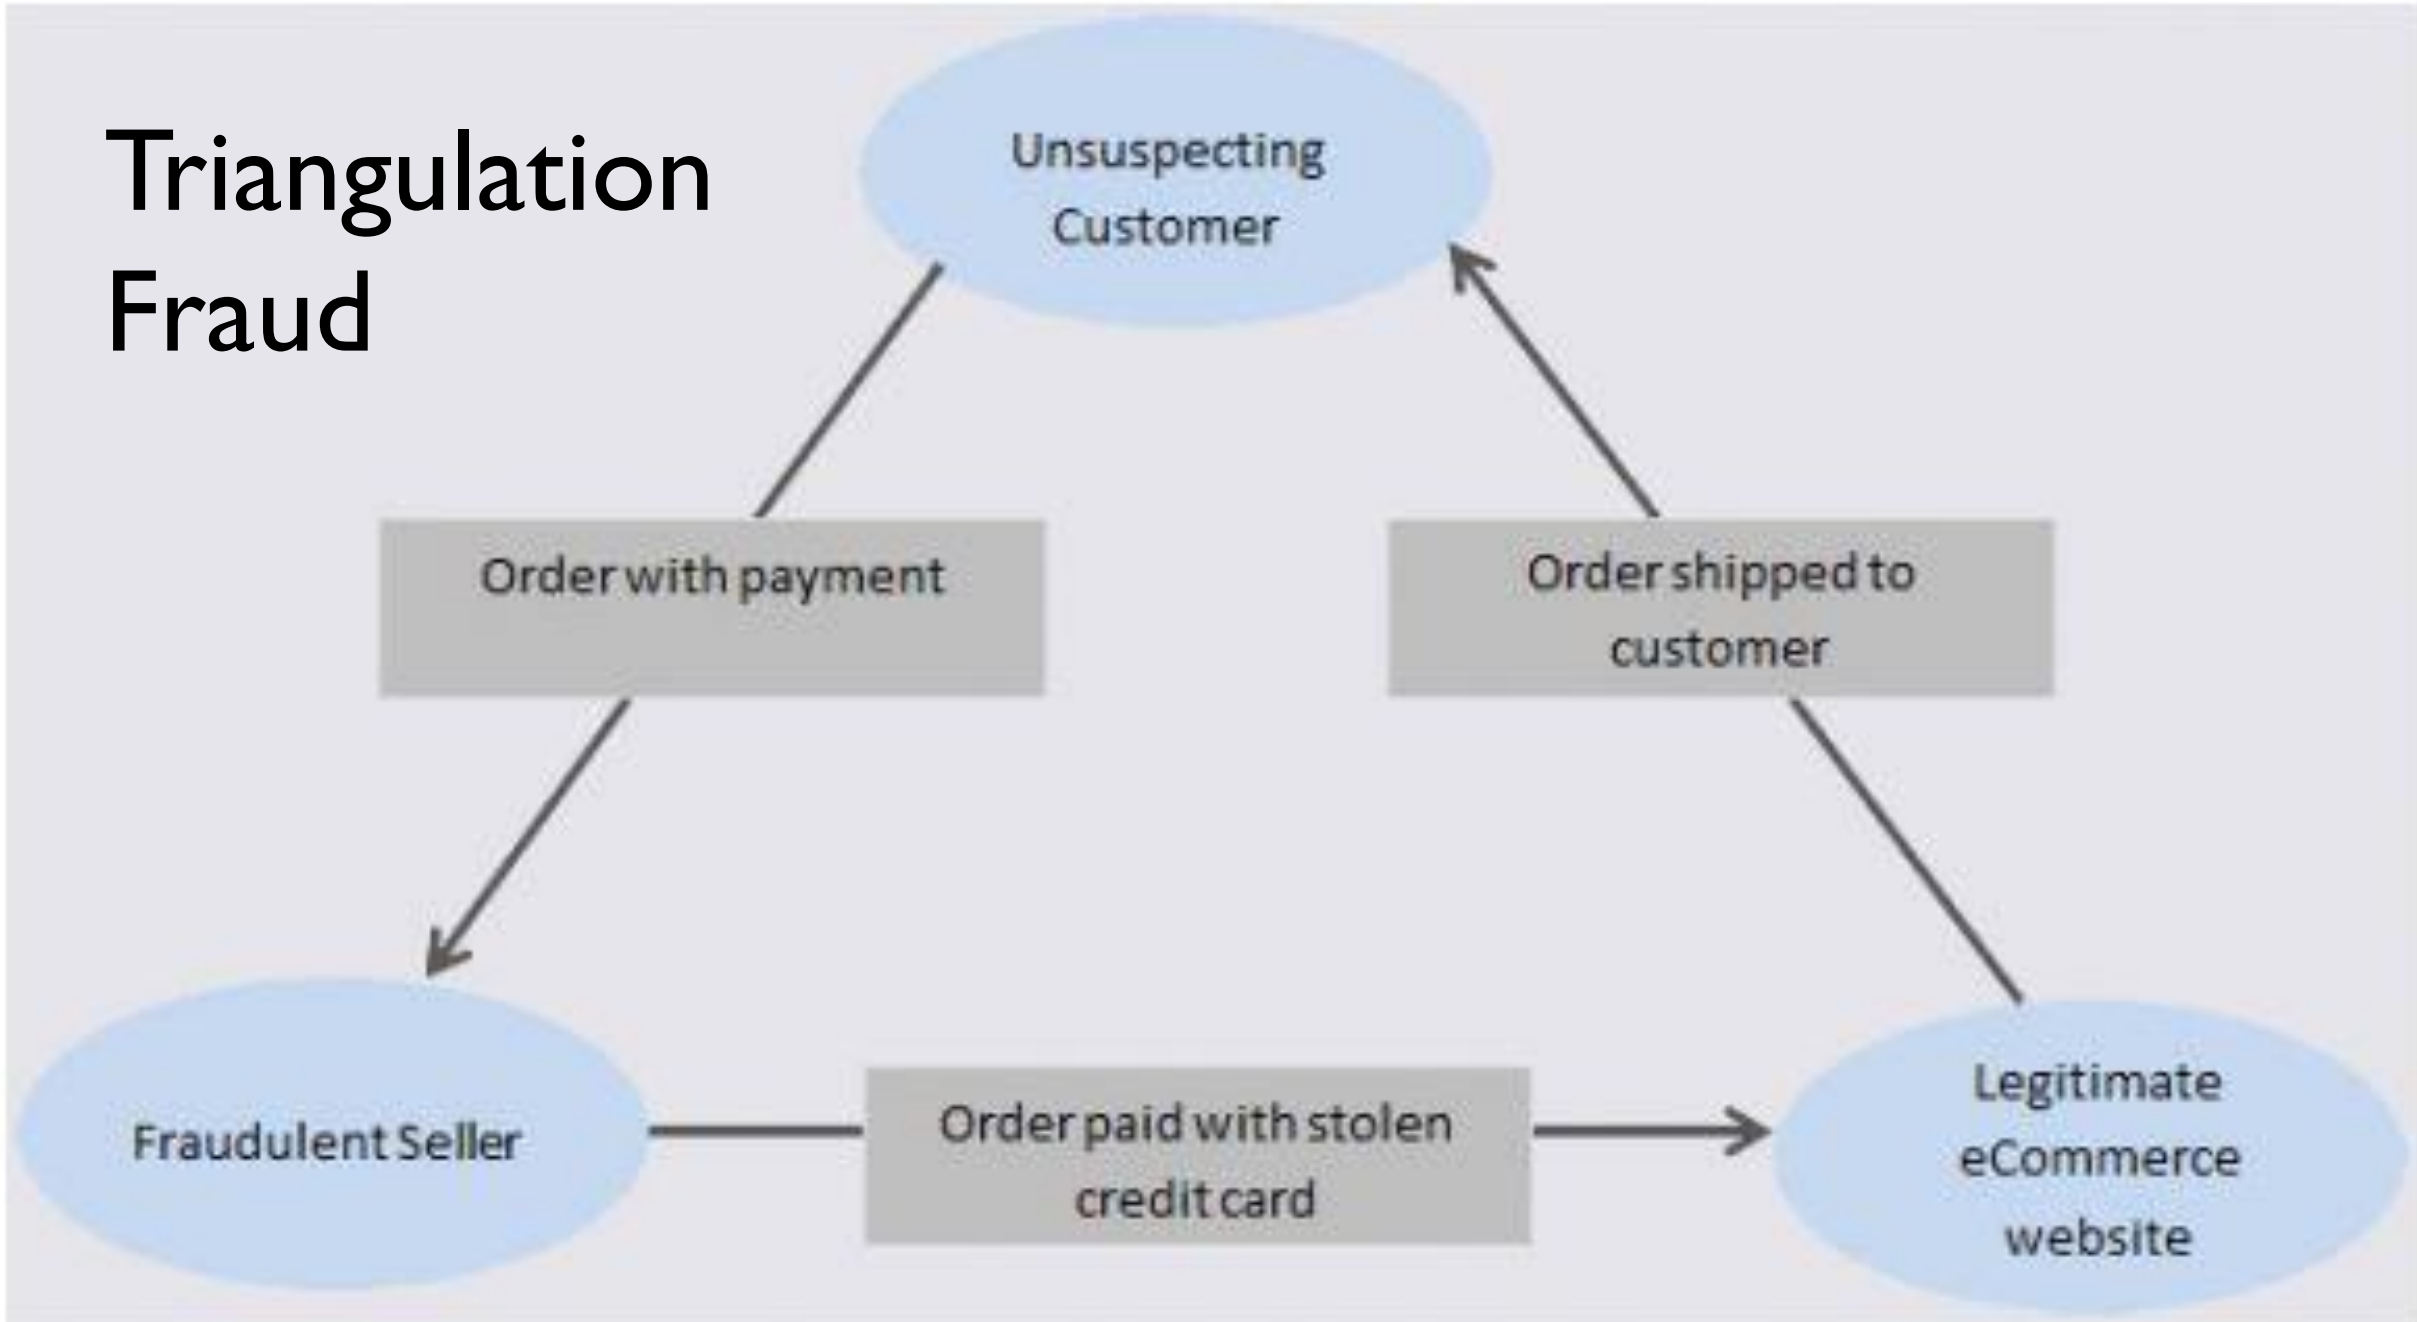 Triangulation
Fraud
Unsuspecting
Customer
Order with payment
Order shipped to
customer
Fraudulent Seller
Order paid with stolen
credit card
Legitimate
eCommerce
website